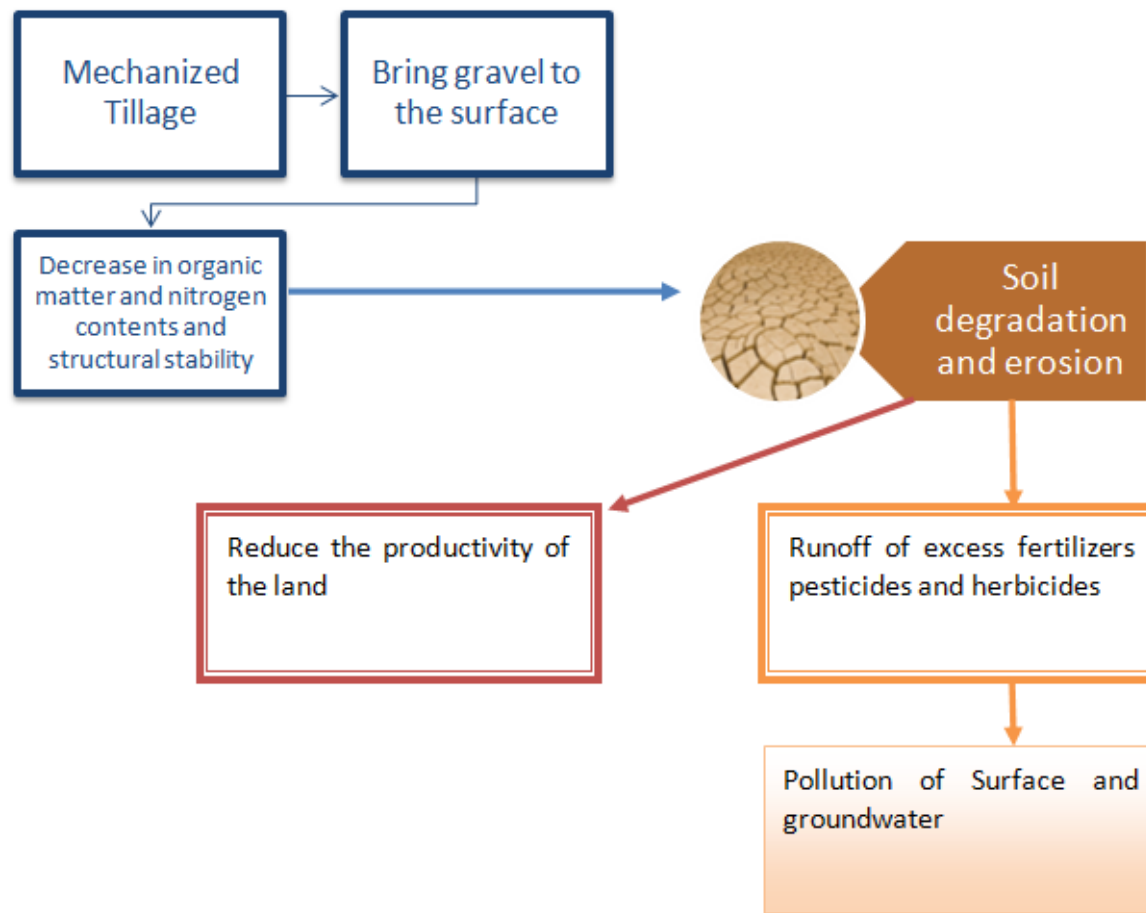 Mechanized
Tillage
Bring gravel to
the surface
Decrease in organic
matter and nitrogen
contents and
structural stability
Soil
degradation
and erosion
Reduce the productivity of
the land
Runoff of excess fertilizers
pesticides and herbicides
Pollution of Surface and
groundwater